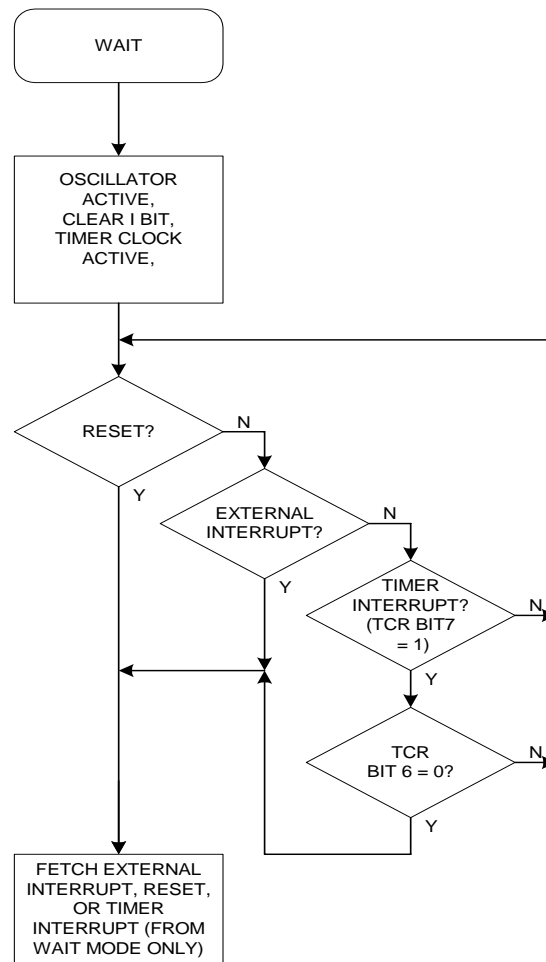 WAIT
OSCILLATOR
ACTIVE,
CLEAR I BIT,
TIMER CLOCK
ACTIVE,
RESET?
N
Y
EXTERNAL
INTERRUPT?
N
Y
TIMER
INTERRUPT?
(TCR BIT7
= 1)
N
Y
TCR
BIT 6 = 0?
N
Y
FETCH EXTERNAL
INTERRUPT, RESET,
OR TIMER
INTERRUPT (FROM
WAIT MODE ONLY)